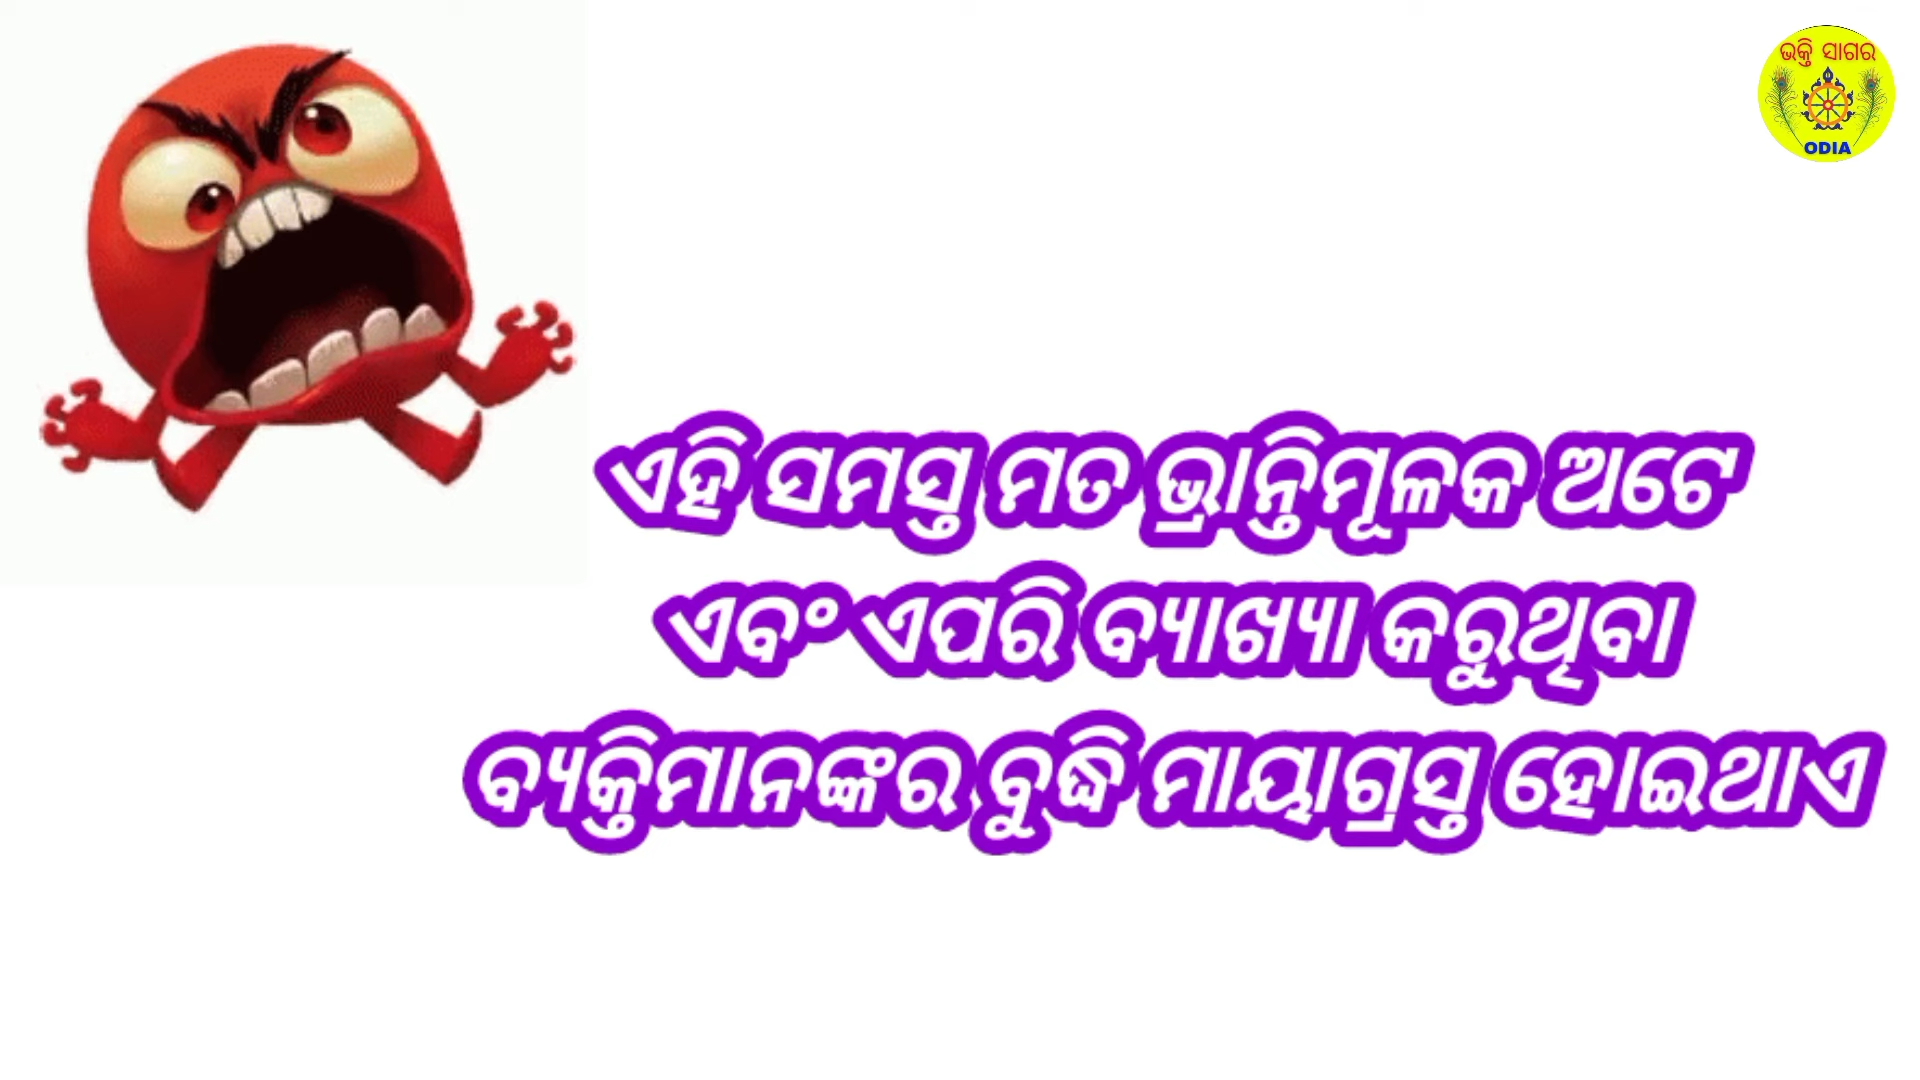 ଭକ୍ତି ସାଗର
ODIA
ଏହି ସମସ୍ତ ମତ ଭ୍ରାନ୍ତିମୂଳକ ଅଟେ
ଏବଂ ଏପରି ବ୍ୟାଖ୍ୟା କରୁଥିବା
ବ୍ୟକ୍ତିମାନଙ୍କର ବୁଦ୍ଧି ମାୟାଗ୍ରସ୍ତ ହୋଇଥାଏ